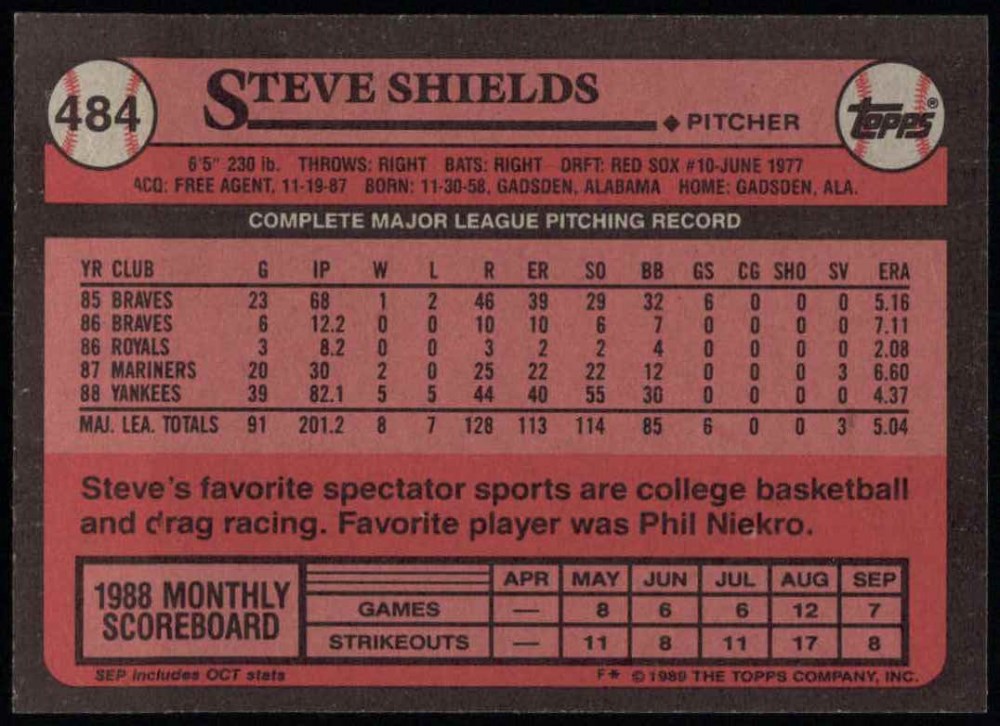 484 STEVE SHIELDS
◆ PITCHER
TOPPS®
6'5" 230 lb. THROWS: RIGHT BATS: RIGHT DRFT: RED SOX #10-JUNE 1977
ACQ: FREE AGENT, 11-19-87 BORN: 11-30-58, GADSDEN, ALABAMA HOME: GADSDEN, ALA.
COMPLETE MAJOR LEAGUE PITCHING RECORD
YR CLUB G IP W L R ER SO BB GS CG SHO SV ERA
85 BRAVES 23 68 1 2 46 39 29 32 6 0 0 0 5.16
86 BRAVES 6 12.2 0 0 10 10 6 7 0 0 0 0 7.11
86 ROYALS 3 8.2 0 0 3 2 2 4 0 0 0 0 2.08
87 MARINERS 20 30 2 0 25 22 22 12 0 0 0 3 6.60
88 YANKEES 39 82.1 5 5 44 40 55 30 0 0 0 0 4.37
MAJ. LEA. TOTALS 91 201.2 8 7 128 113 114 85 6 0 0 3 5.04
Steve's favorite spectator sports are college basketball
and drag racing. Favorite player was Phil Niekro.
1988 MONTHLY
SCOREBOARD
APR MAY JUN JUL AUG SEP
GAMES — 8 6 6 12 7
STRIKEOUTS — 11 8 11 17 8
SEP includes OCT stats
F* © 1989 THE TOPPS COMPANY, INC.